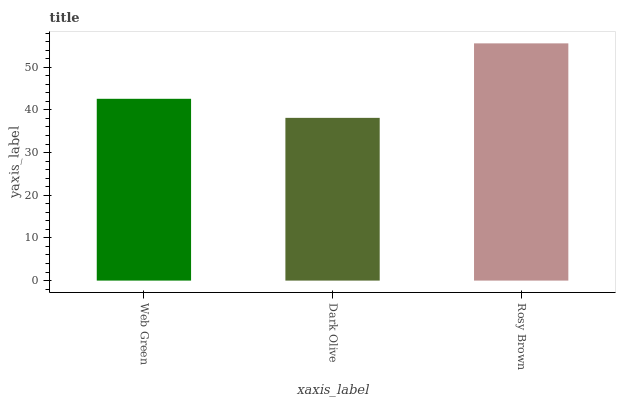 title
yaxis_label
50
40
30
20
10
0
Web Green
Dark Olive
Rosy Brown
xaxis_label